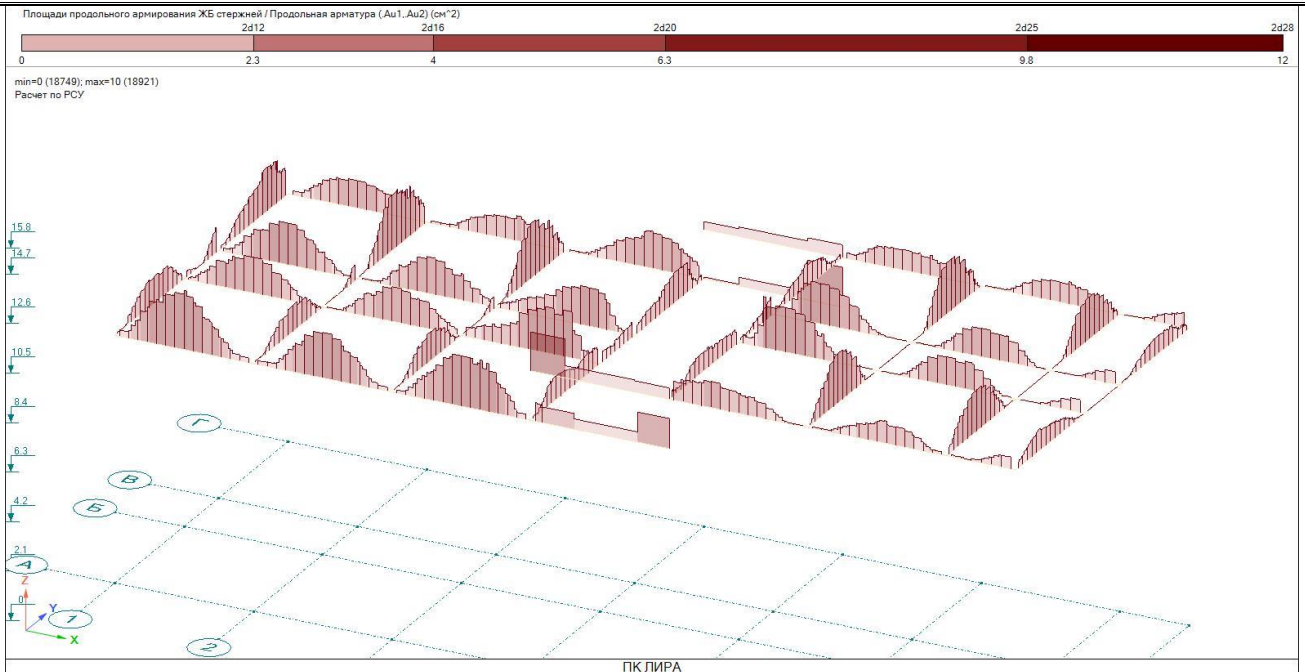 Площади продольного армирования ЖБ стержней / Продольная арматура (.Au1,.Au2) (см^2)
2d12 2d16 2d20 2d25 2d28
0 2.3 4 6.3 9.8 12
min=0 (18749); max=10 (18921)
Расчет по РСУ
15.8
14.7
12.6
10.5
8.4
6.3
4.2
2.1
0
Г
В
Б
А
1
2
Z
Y
X
ПК ЛИРА